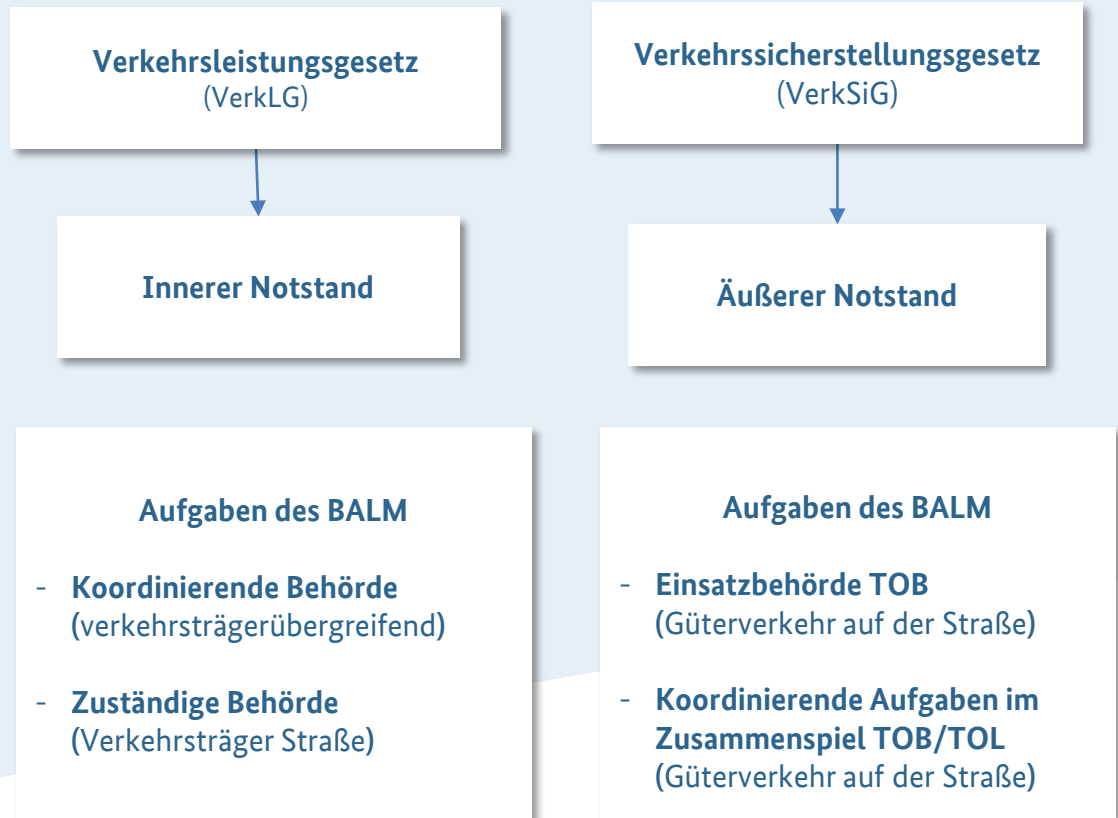 Verkehrsleistungsgesetz
(VerkLG)
Innerer Notstand
Aufgaben des BALM
- Koordinierende Behörde
(verkehrsträgerübergreifend)
- Zuständige Behörde
(Verkehrsträger Straße)
Verkehrssicherstellungsgesetz
(VerkSiG)
Äußerer Notstand
Aufgaben des BALM
- Einsatzbehörde TOB
(Güterverkehr auf der Straße)
- Koordinierende Aufgaben im
Zusammenspiel TOB/TOL
(Güterverkehr auf der Straße)